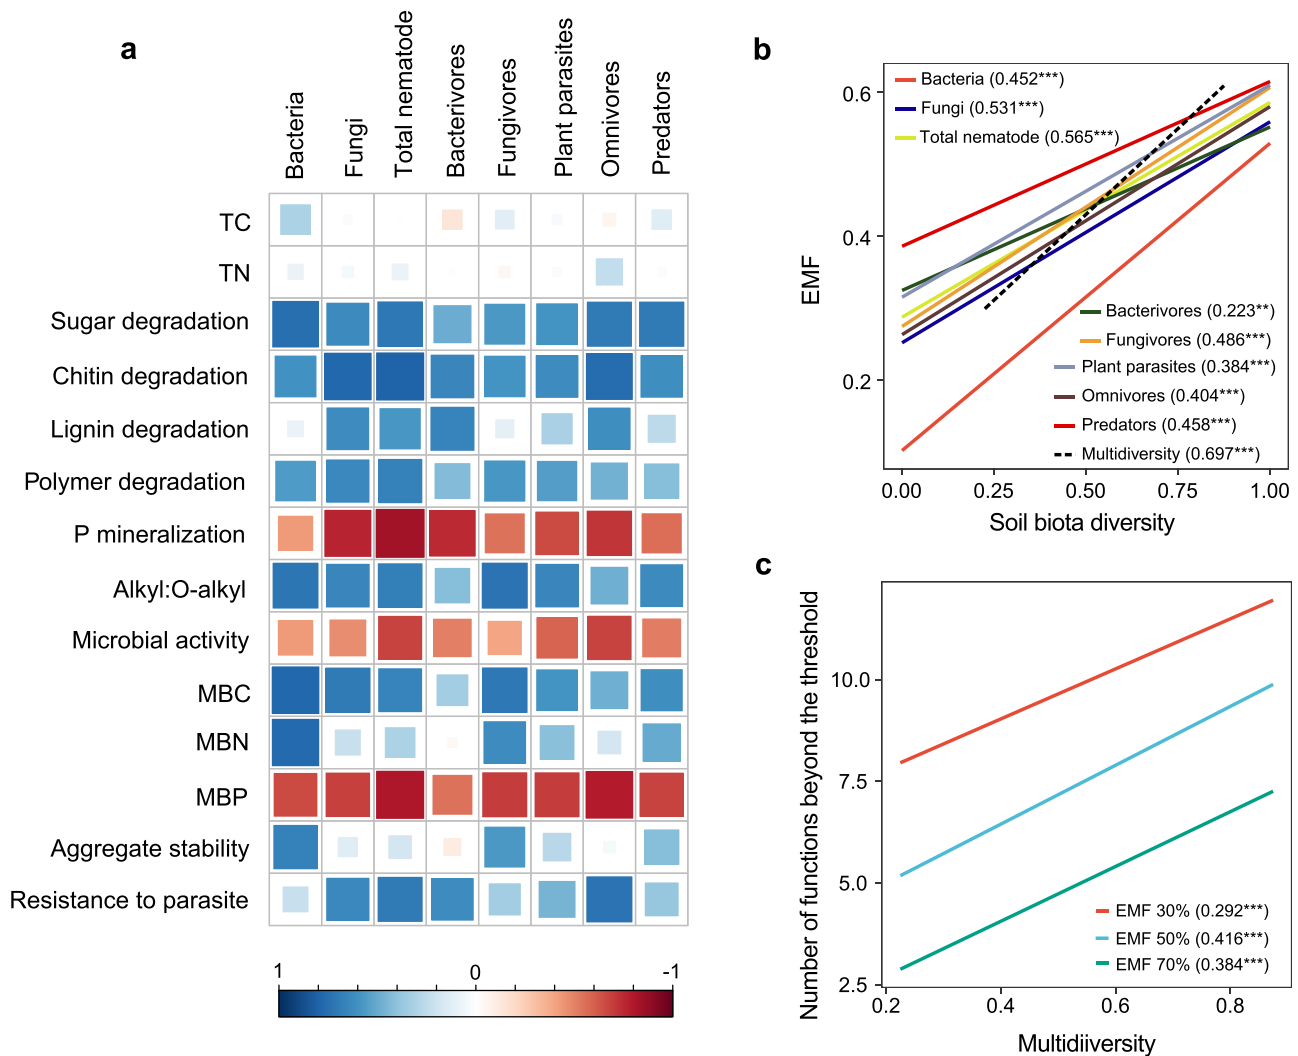 a
Bacteria
Fungi
Total nematode
Bacterivores
Fungivores
Plant parasites
Omnivores
Predators
TC
TN
Sugar degradation
Chitin degradation
Lignin degradation
Polymer degradation
P mineralization
Alkyl:O-alkyl
Microbial activity
MBC
MBN
MBP
Aggregate stability
Resistance to parasite
1 0 -1
b
EMF
0.6
0.4
0.2
Bacteria (0.452***)
Fungi (0.531***)
Total nematode (0.565***)
Bacterivores (0.223**)
Fungivores (0.486***)
Plant parasites (0.384***)
Omnivores (0.404***)
Predators (0.458***)
Multidiversity (0.697***)
0.00 0.25 0.50 0.75 1.00
Soil biota diversity
c
Number of functions beyond the threshold
10.0
7.5
5.0
2.5
EMF 30% (0.292***)
EMF 50% (0.416***)
EMF 70% (0.384***)
0.2 0.4 0.6 0.8
Multidiiversity